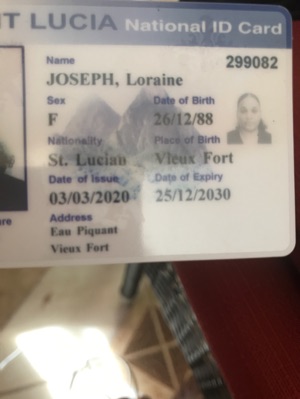 NT LUCIA National ID Card
Name 299082
JOSEPH, Loraine
Sex Date of Birth
F 26/12/88
Nationality Place of Birth
St. Lucian Vieux Fort
Date of Issue Date of Expiry
03/03/2020 25/12/2030
Address
Eau Piquant
Vieux Fort